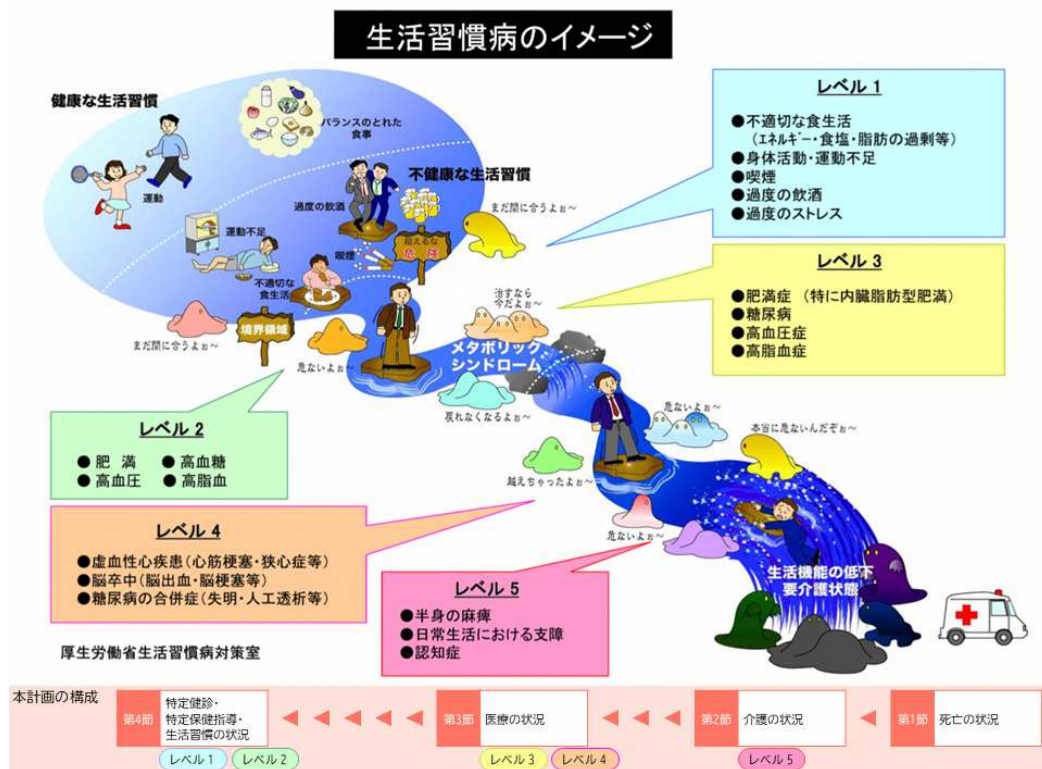 生活習慣病のイメージ
健康な生活習慣
バランスのとれた
食事
運動
不健康な生活習慣
過度の飲酒
運動不足
喫煙
超えるな
危険
不適切な
食生活
境界領域
まだ間に合うよぉ～
まだ間に合うよぉ～
危ないよぉ～
治すなら
今だよぉ～
メタボリック
シンドローム
戻れなくなるよぉ～
危ないよぉ～
本当に危ないんだぞぉ～
越えちゃったよぉ～
危ないよぉ～
生活機能の低下
要介護状態
レベル 1
●不適切な食生活
（エネルギー・食塩・脂肪の過剰等）
●身体活動・運動不足
●喫煙
●過度の飲酒
●過度のストレス
レベル 3
●肥満症 （特に内臓脂肪型肥満）
●糖尿病
●高血圧症
●高脂血症
レベル 2
● 肥 満 ● 高血糖
● 高血圧 ● 高脂血
レベル 4
●虚血性心疾患（心筋梗塞・狭心症等）
●脳卒中（脳出血・脳梗塞等）
●糖尿病の合併症（失明・人工透析等）
レベル 5
●半身の麻痺
●日常生活における支障
●認知症
厚生労働省生活習慣病対策室
本計画の構成
第4節 特定健診・
特定保健指導・
生活習慣の状況
第3節 医療の状況
第2節 介護の状況
第1節 死亡の状況
レベル 1 レベル 2
レベル 3 レベル 4
レベル 5